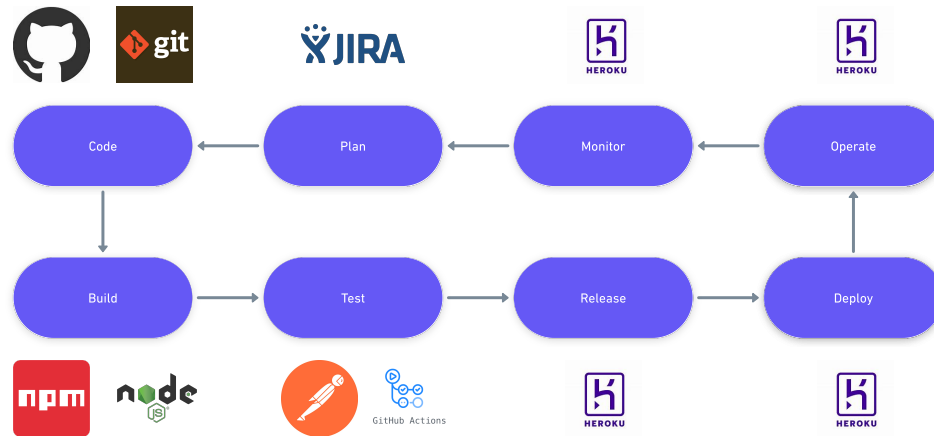 git
JIRA
HEROKU
HEROKU
Code
Plan
Monitor
Operate
Build
Test
Release
Deploy
npm
node
JS
GitHub Actions
HEROKU
HEROKU